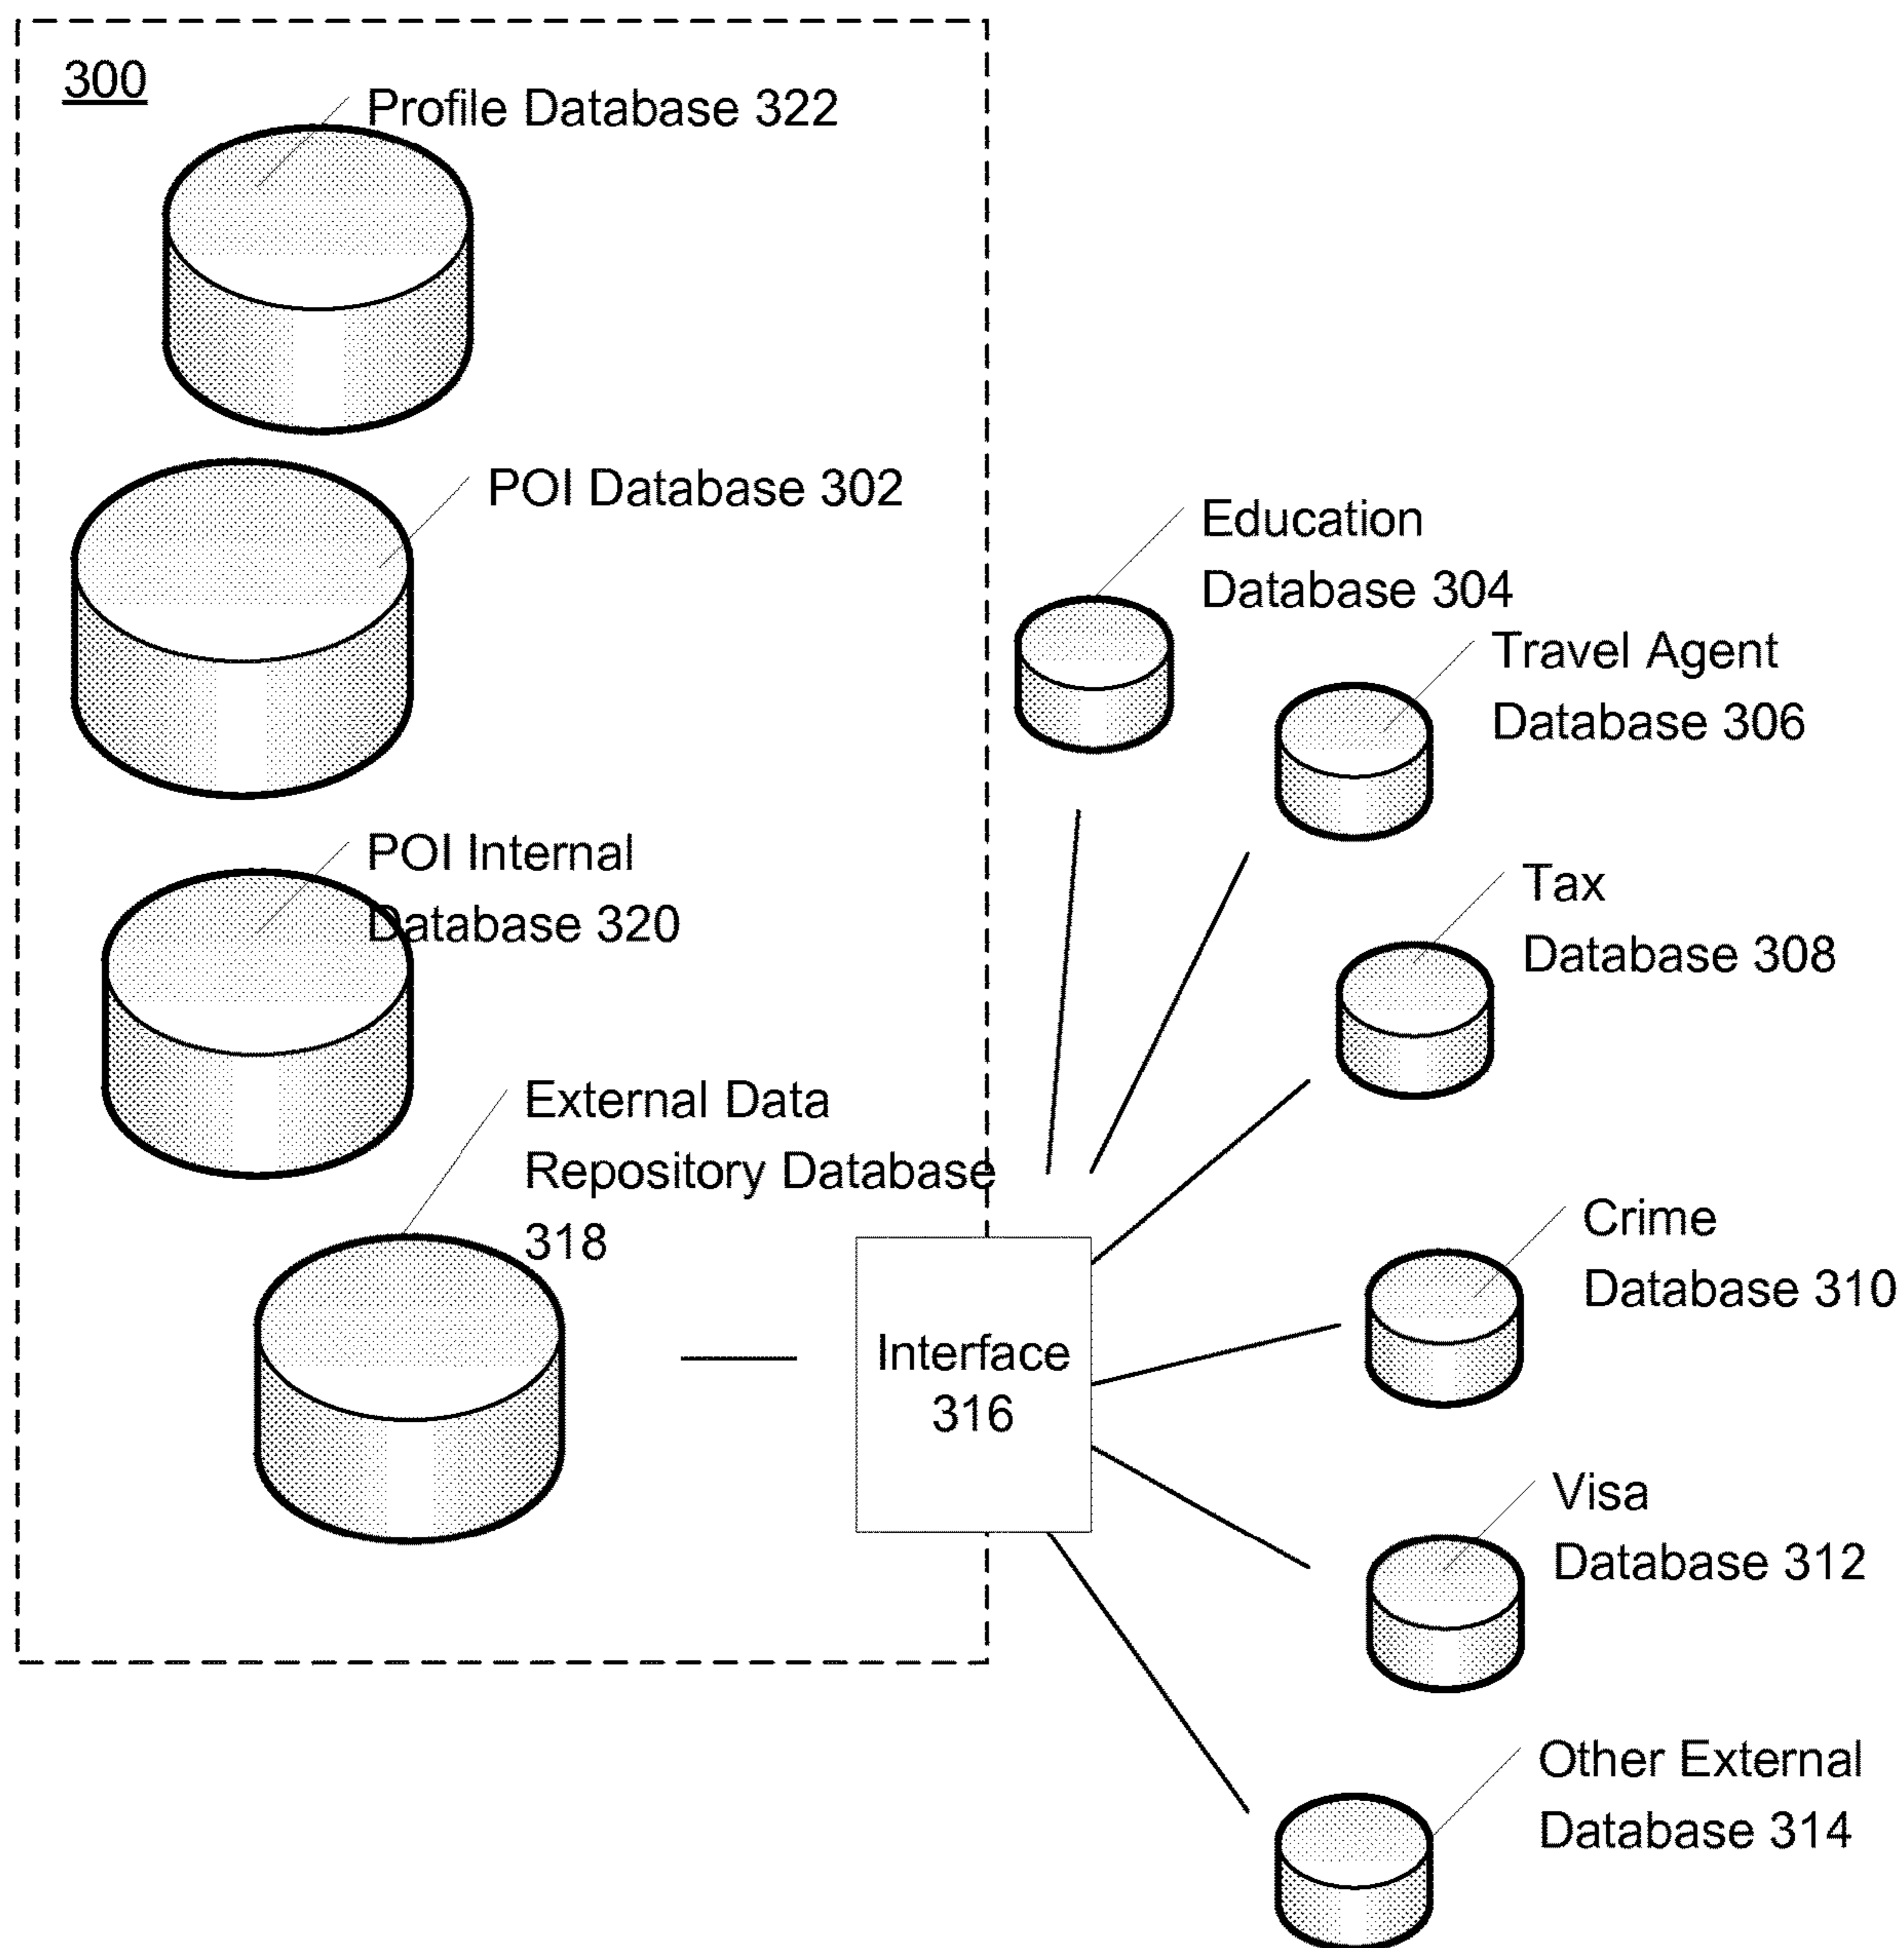 300
Profile Database 322
POI Database 302
POI Internal
Database 320
External Data
Repository Database
318
Interface
316
Education
Database 304
Travel Agent
Database 306
Tax
Database 308
Crime
Database 310
Visa
Database 312
Other External
Database 314